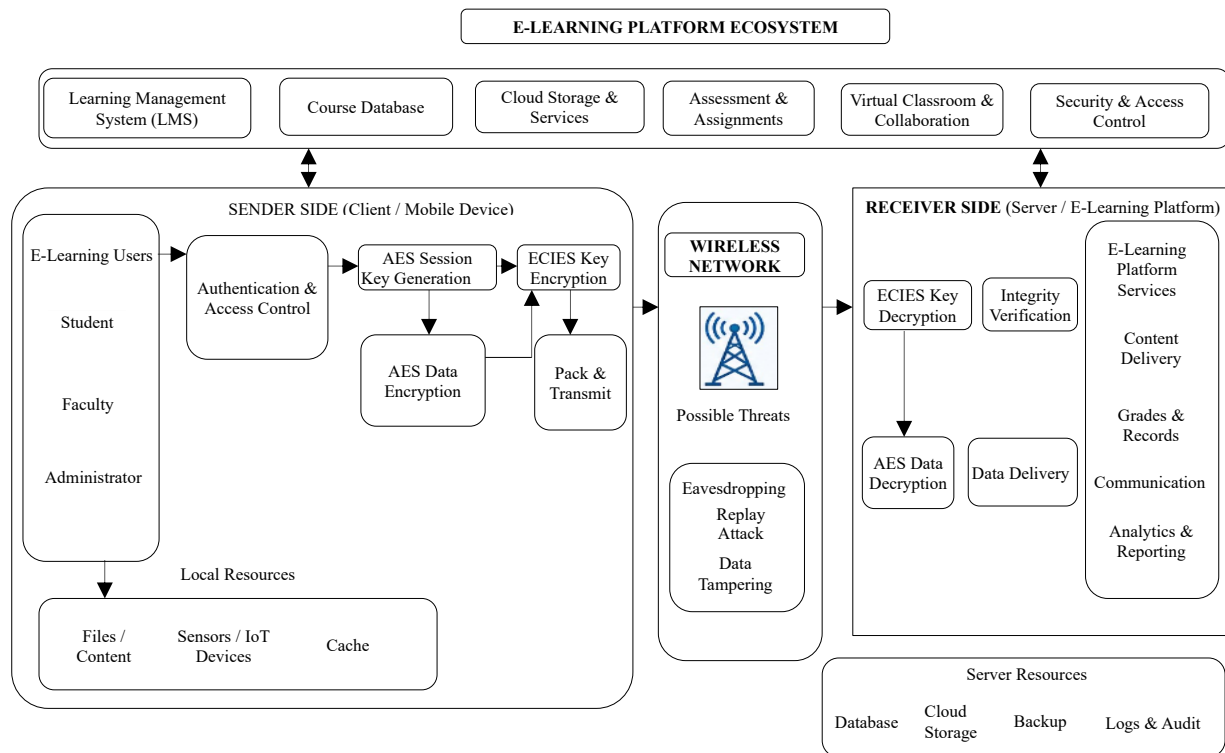 E-LEARNING PLATFORM ECOSYSTEM
Learning Management
System (LMS)
Course Database
Cloud Storage &
Services
Assessment &
Assignments
Virtual Classroom &
Collaboration
Security & Access
Control
SENDER SIDE (Client / Mobile Device)
E-Learning Users
Student
Faculty
Administrator
Authentication &
Access Control
AES Session
Key Generation
ECIES Key
Encryption
AES Data
Encryption
Pack &
Transmit
Local Resources
Files /
Content
Sensors / IoT
Devices
Cache
WIRELESS
NETWORK
Possible Threats
Eavesdropping
Replay
Attack
Data
Tampering
RECEIVER SIDE (Server / E-Learning Platform)
ECIES Key
Decryption
Integrity
Verification
AES Data
Decryption
Data Delivery
E-Learning
Platform
Services
Content
Delivery
Grades &
Records
Communication
Analytics &
Reporting
Server Resources
Database
Cloud
Storage
Backup
Logs & Audit